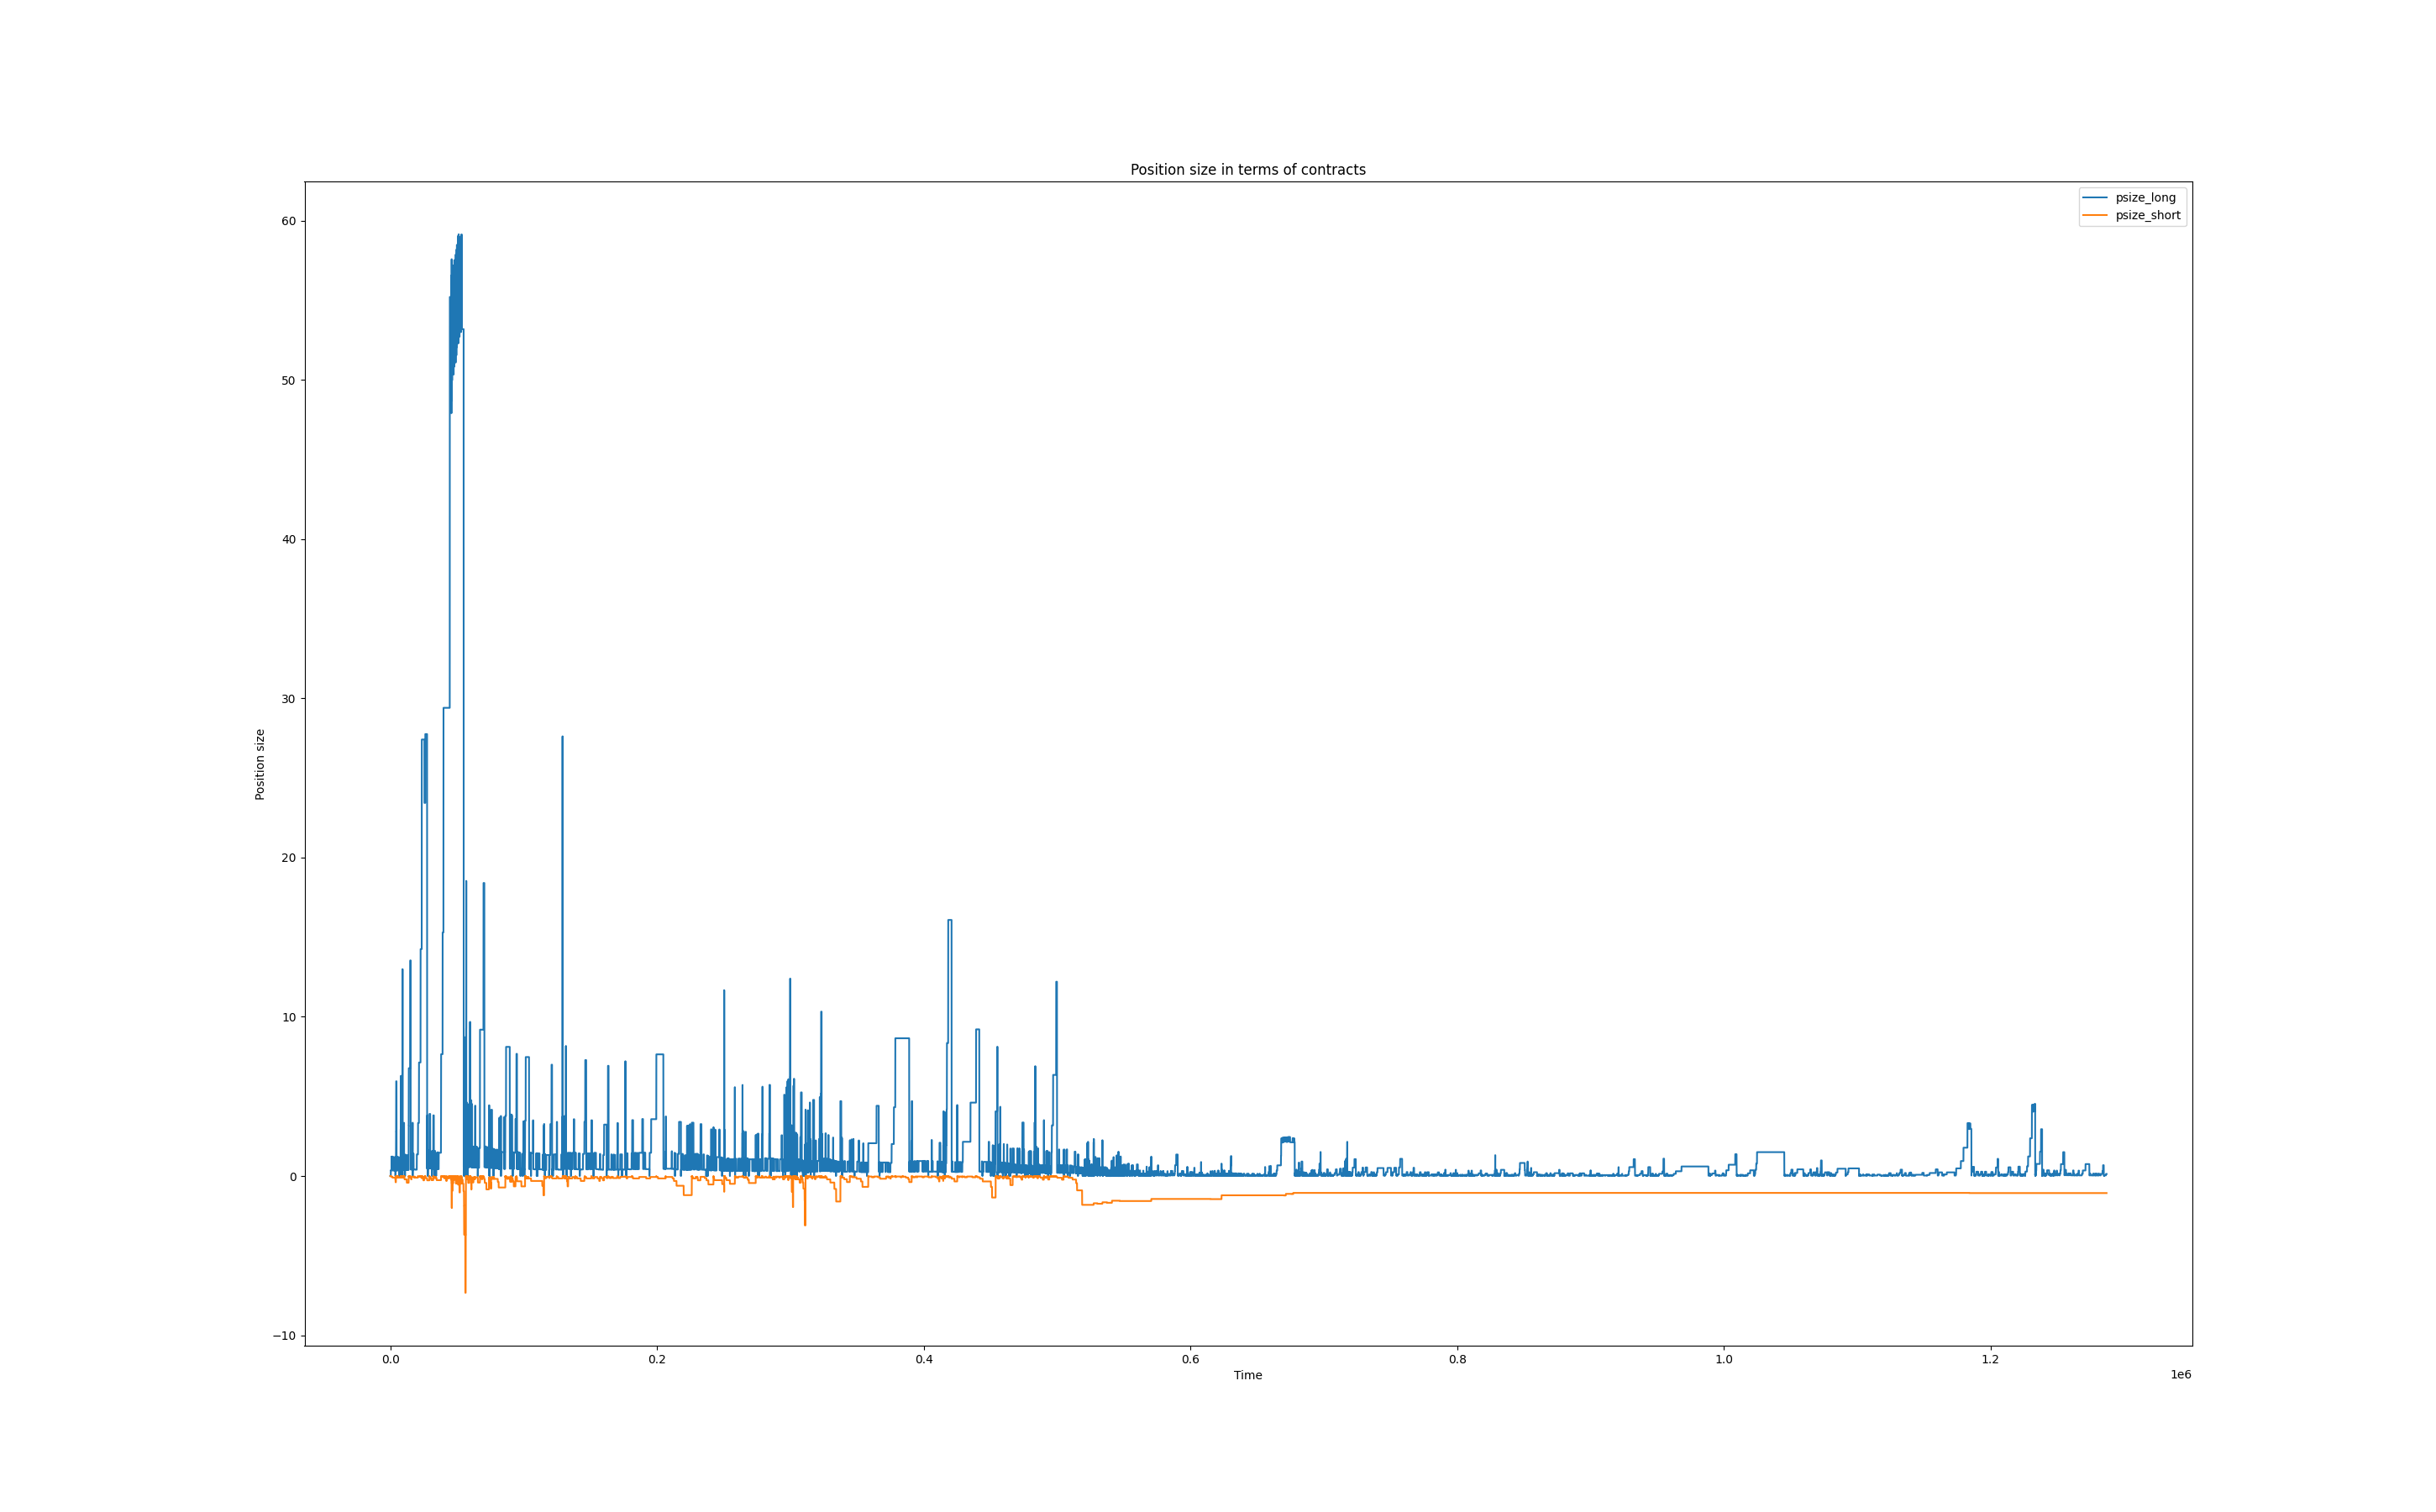 Position size in terms of contracts
psize_long
psize_short
60
50
40
30
20
10
0
−10
Position size
0.0 0.2 0.4 0.6 0.8 1.0 1.2
Time
1e6